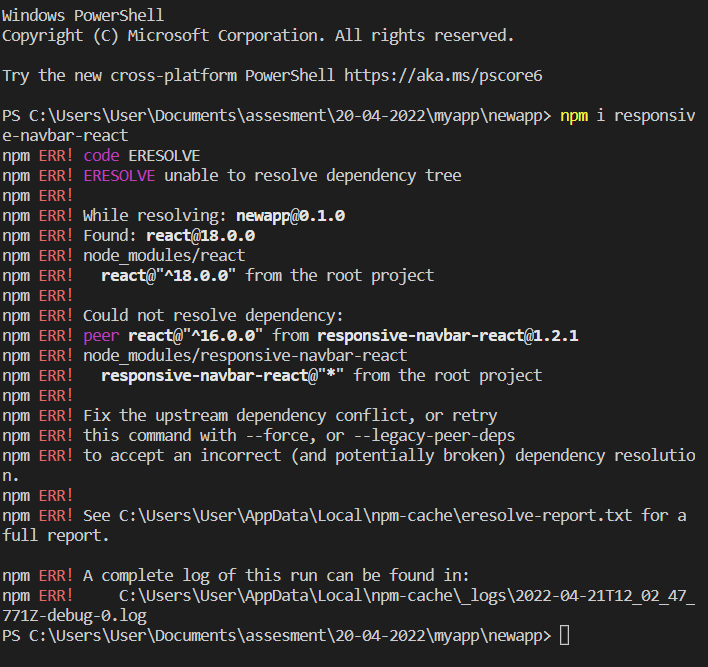 Windows PowerShell
Copyright (C) Microsoft Corporation. All rights reserved.
Try the new cross-platform PowerShell https://aka.ms/pscore6
PS C:\Users\User\Documents\assesment\20-04-2022\myapp\newapp> npm i responsiv
e-navbar-react
npm ERR! code ERESOLVE
npm ERR! ERESOLVE unable to resolve dependency tree
npm ERR!
npm ERR! While resolving: newapp@0.1.0
npm ERR! Found: react@18.0.0
npm ERR! node_modules/react
npm ERR!   react@"^18.0.0" from the root project
npm ERR!
npm ERR! Could not resolve dependency:
npm ERR! peer react@"^16.0.0" from responsive-navbar-react@1.2.1
npm ERR! node_modules/responsive-navbar-react
npm ERR!   responsive-navbar-react@"*" from the root project
npm ERR!
npm ERR! Fix the upstream dependency conflict, or retry
npm ERR! this command with --force, or --legacy-peer-deps
npm ERR! to accept an incorrect (and potentially broken) dependency resolutio
n.
npm ERR!
npm ERR! See C:\Users\User\AppData\Local\npm-cache\eresolve-report.txt for a
full report.
npm ERR! A complete log of this run can be found in:
npm ERR!     C:\Users\User\AppData\Local\npm-cache\_logs\2022-04-21T12_02_47_
771Z-debug-0.log
PS C:\Users\User\Documents\assesment\20-04-2022\myapp\newapp>